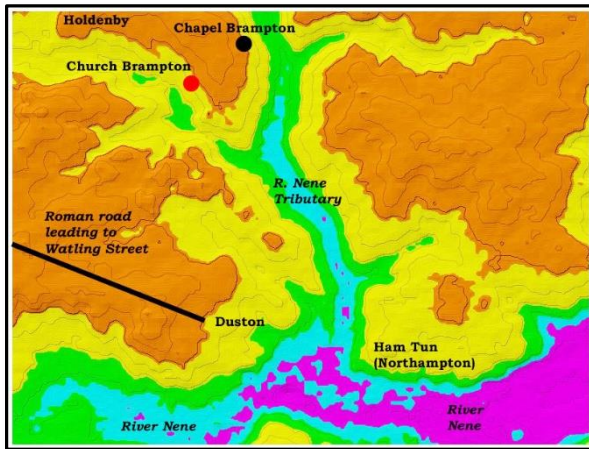 Holdenby
Chapel Brampton
Church Brampton
R. Nene
Tributary
Roman road
leading to
Watling Street
Duston
Ham Tun
(Northampton)
River Nene
River
Nene